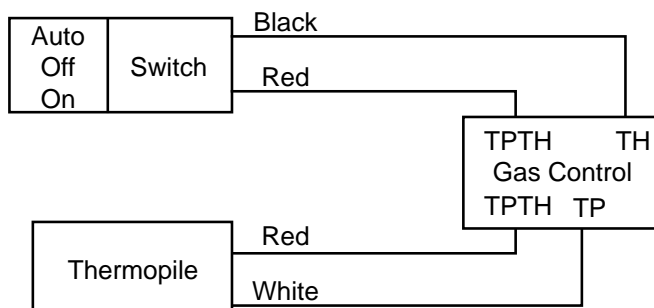 Auto
Off
On
Switch
Black
Red
TPTH TH
Gas Control
TPTH TP
Thermopile
Red
White